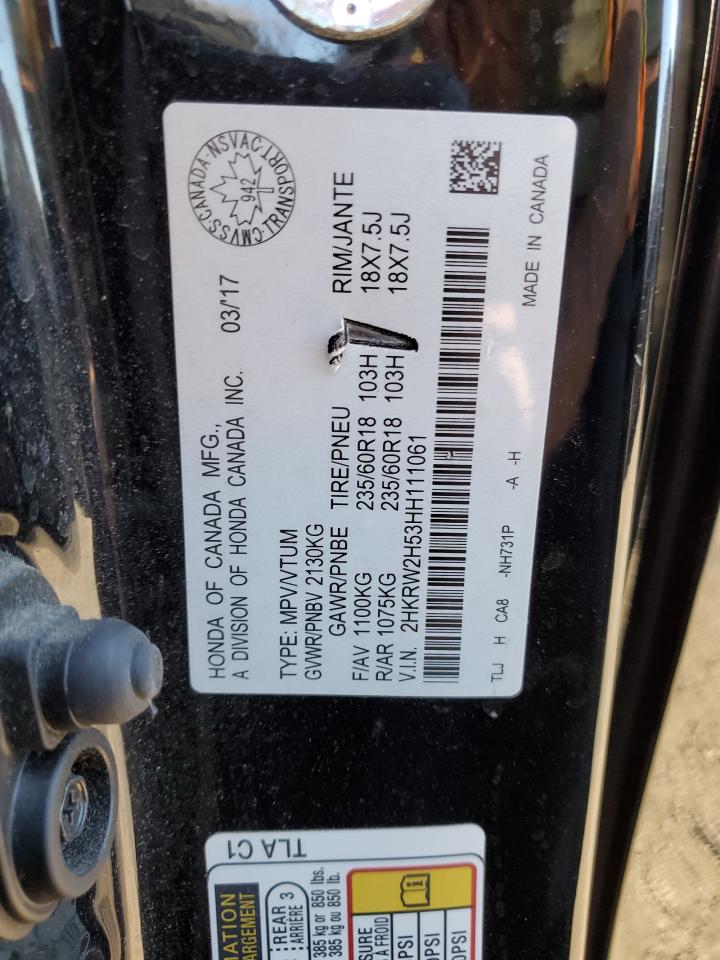 HONDA OF CANADA MFG.,
A DIVISION OF HONDA CANADA INC. 03/17
CMVSS·CANADA·NSVAC·TRANSPORT·
942
TYPE: MPV/VTUM
GVWR/PNBV 2130KG
GAWR/PNBE TIRE/PNEU RIM/JANTE
F/AV 1100KG 235/60R18 103H 18X7.5J
R/AR 1075KG 235/60R18 103H 18X7.5J
V.I.N. 2HKRW2H53HH111061
TLJ H CA8 -NH731P -A -H MADE IN CANADA
TLA C1
REAR 3
ARRIÈRE
385 kg or 850 lbs.
385 kg ou 850 lb.
À FROID
PSI
PSI
PSI